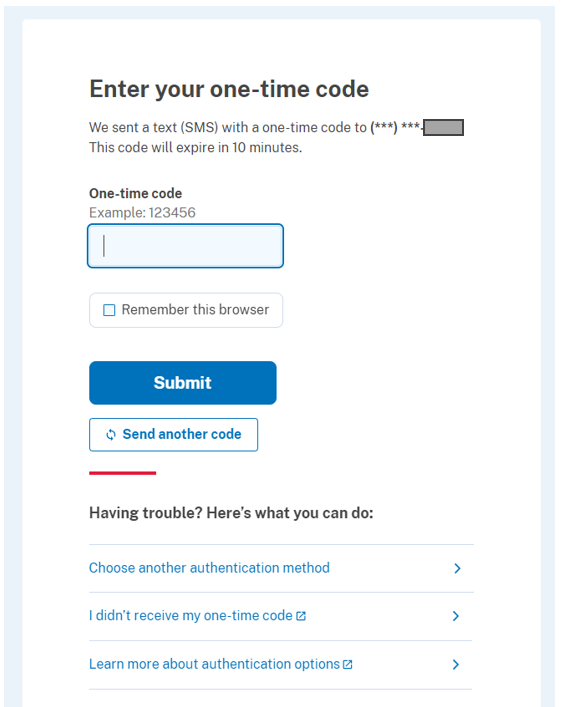 Enter your one-time code
We sent a text (SMS) with a one-time code to (***) ***-
This code will expire in 10 minutes.
One-time code
Example: 123456
Remember this browser
Submit
Send another code
Having trouble? Here’s what you can do:
Choose another authentication method
I didn’t receive my one-time code
Learn more about authentication options